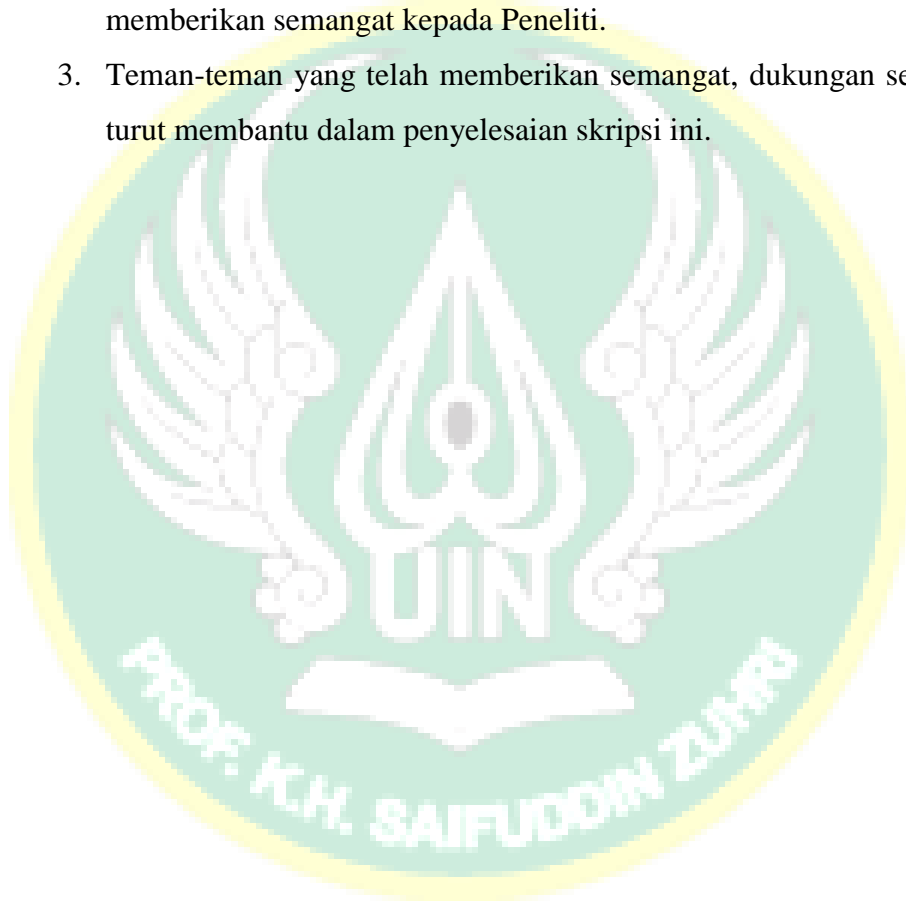 memberikan semangat kepada Peneliti.
3. Teman-teman yang telah memberikan semangat, dukungan
turut membantu dalam penyelesaian skripsi ini.
UIN
PROF. K.H. SAIFUDDIN ZUHRI